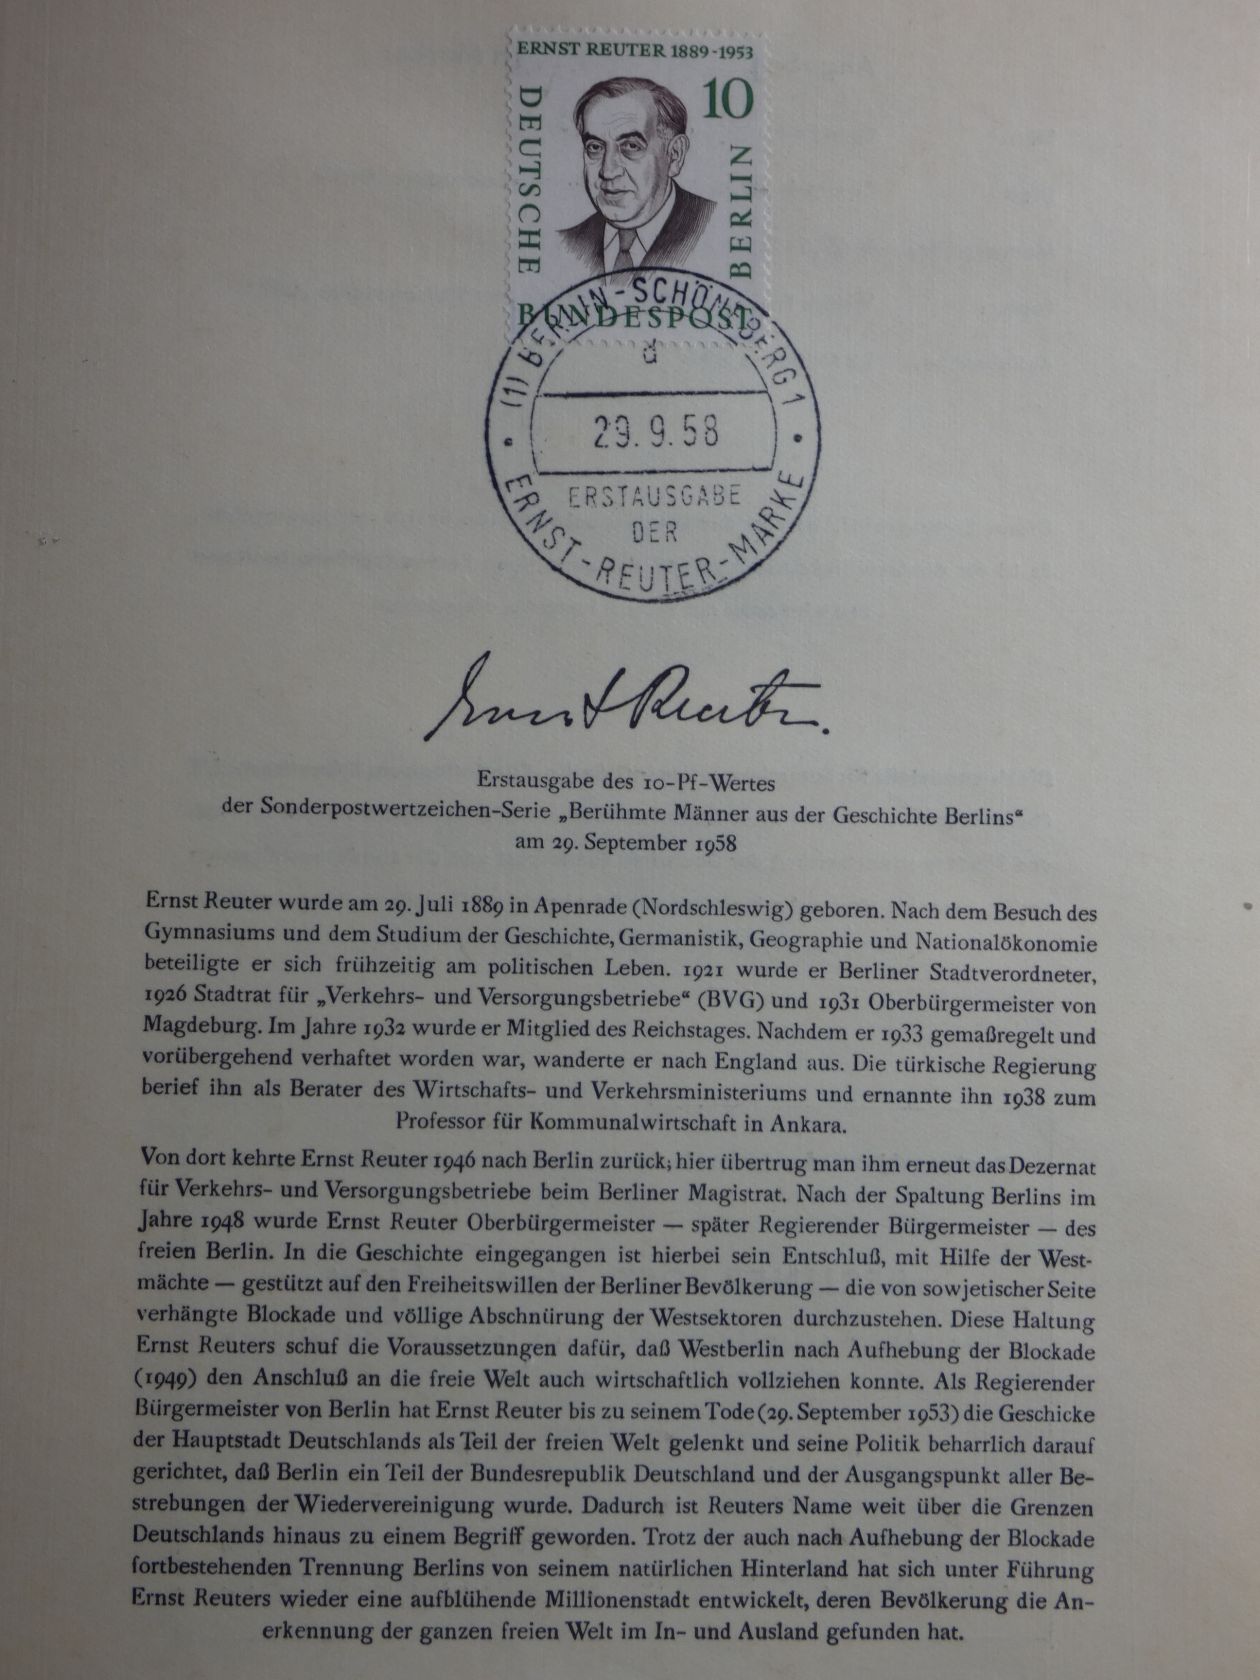 ERNST REUTER 1889-1953
10
DEUTSCHE
BERLIN
BUNDESPOST
(1) BERLIN-SCHÖNEBERG 1
d
29.9.58
ERSTAUSGABE
DER
ERNST-REUTER-MARKE
Ernst Reuter.
Erstausgabe des 10-Pf-Wertes
der Sonderpostwertzeichen-Serie „Berühmte Männer aus der Geschichte Berlins“
am 29. September 1958
Ernst Reuter wurde am 29. Juli 1889 in Apenrade (Nordschleswig) geboren. Nach dem Besuch des
Gymnasiums und dem Studium der Geschichte, Germanistik, Geographie und Nationalökonomie
beteiligte er sich frühzeitig am politischen Leben. 1921 wurde er Berliner Stadtverordneter,
1926 Stadtrat für „Verkehrs- und Versorgungsbetriebe“ (BVG) und 1931 Oberbürgermeister von
Magdeburg. Im Jahre 1932 wurde er Mitglied des Reichstages. Nachdem er 1933 gemaßregelt und
vorübergehend verhaftet worden war, wanderte er nach England aus. Die türkische Regierung
berief ihn als Berater des Wirtschafts- und Verkehrsministeriums und ernannte ihn 1938 zum
Professor für Kommunalwirtschaft in Ankara.
Von dort kehrte Ernst Reuter 1946 nach Berlin zurück; hier übertrug man ihm erneut das Dezernat
für Verkehrs- und Versorgungsbetriebe beim Berliner Magistrat. Nach der Spaltung Berlins im
Jahre 1948 wurde Ernst Reuter Oberbürgermeister — später Regierender Bürgermeister — des
freien Berlin. In die Geschichte eingegangen ist hierbei sein Entschluß, mit Hilfe der West-
mächte — gestützt auf den Freiheitswillen der Berliner Bevölkerung — die von sowjetischer Seite
verhängte Blockade und völlige Abschnürung der Westsektoren durchzustehen. Diese Haltung
Ernst Reuters schuf die Voraussetzungen dafür, daß Westberlin nach Aufhebung der Blockade
(1949) den Anschluß an die freie Welt auch wirtschaftlich vollziehen konnte. Als Regierender
Bürgermeister von Berlin hat Ernst Reuter bis zu seinem Tode (29. September 1953) die Geschicke
der Hauptstadt Deutschlands als Teil der freien Welt gelenkt und seine Politik beharrlich darauf
gerichtet, daß Berlin ein Teil der Bundesrepublik Deutschland und der Ausgangspunkt aller Be-
strebungen der Wiedervereinigung wurde. Dadurch ist Reuters Name weit über die Grenzen
Deutschlands hinaus zu einem Begriff geworden. Trotz der auch nach Aufhebung der Blockade
fortbestehenden Trennung Berlins von seinem natürlichen Hinterland hat sich unter Führung
Ernst Reuters wieder eine aufblühende Millionenstadt entwickelt, deren Bevölkerung die An-
erkennung der ganzen freien Welt im In- und Ausland gefunden hat.